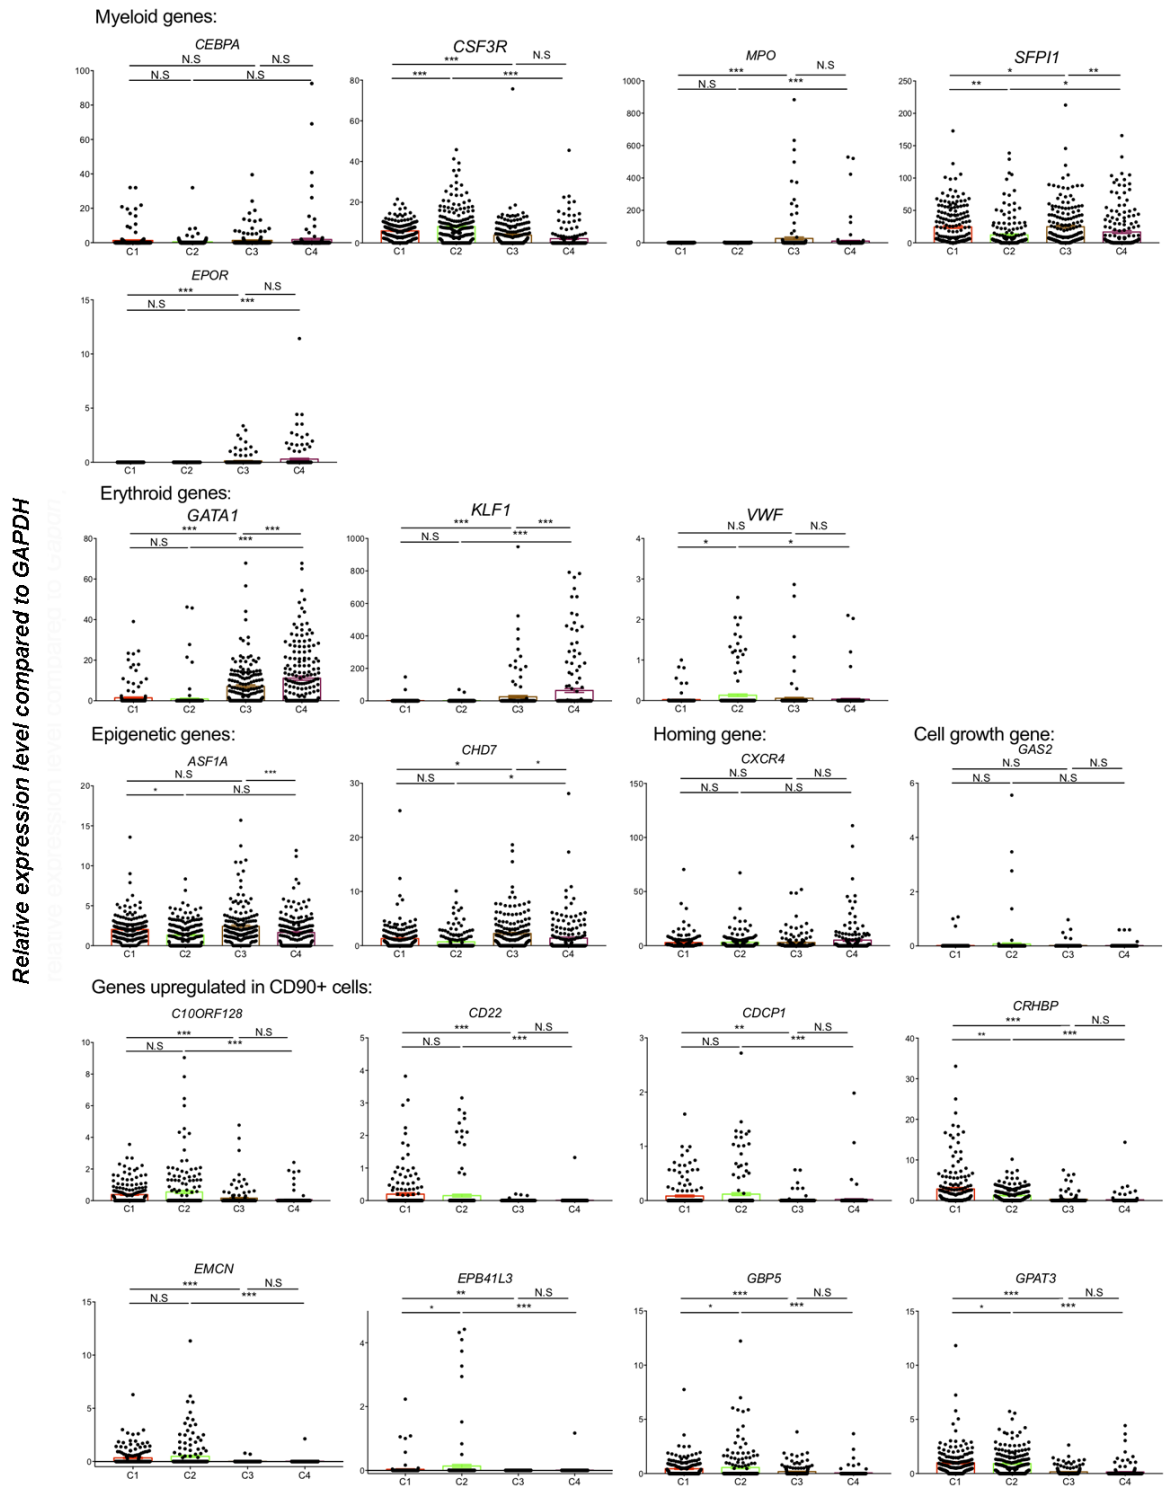 Myeloid genes:
CEBPA
N.S N.S
N.S N.S
100
80
60
40
20
0
C1 C2 C3 C4
CSF3R
*** N.S
*** ***
80
60
40
20
0
C1 C2 C3 C4
MPO
*** N.S
N.S ***
1000
800
600
400
200
0
C1 C2 C3 C4
SFPI1
* **
** *
250
200
150
100
50
0
C1 C2 C3 C4
EPOR
*** N.S
N.S ***
15
10
5
0
C1 C2 C3 C4
Relative expression level compared to GAPDH
Erythroid genes:
GATA1
*** ***
N.S ***
80
60
40
20
0
C1 C2 C3 C4
KLF1
*** ***
N.S ***
1000
800
600
400
200
0
C1 C2 C3 C4
VWF
N.S N.S
* *
4
3
2
1
0
C1 C2 C3 C4
Epigenetic genes:
ASF1A
N.S ***
* N.S
20
15
10
5
0
C1 C2 C3 C4
CHD7
* *
N.S *
30
20
10
0
C1 C2 C3 C4
Homing gene:
CXCR4
N.S N.S
N.S N.S
150
100
50
0
C1 C2 C3 C4
Cell growth gene:
GAS2
N.S N.S
N.S N.S
6
4
2
0
C1 C2 C3 C4
Genes upregulated in CD90+ cells:
C10ORF128
*** N.S
N.S ***
10
8
6
4
2
0
C1 C2 C3 C4
CD22
*** N.S
N.S ***
5
4
3
2
1
0
C1 C2 C3 C4
CDCP1
** N.S
N.S ***
3
2
1
0
C1 C2 C3 C4
CRHBP
*** N.S
** ***
40
30
20
10
0
C1 C2 C3 C4
EMCN
*** N.S
N.S ***
15
10
5
0
C1 C2 C3 C4
EPB41L3
** N.S
* ***
4
2
0
C1 C2 C3 C4
GBP5
*** N.S
* ***
15
10
5
0
C1 C2 C3 C4
GPAT3
*** N.S
* ***
15
10
5
0
C1 C2 C3 C4